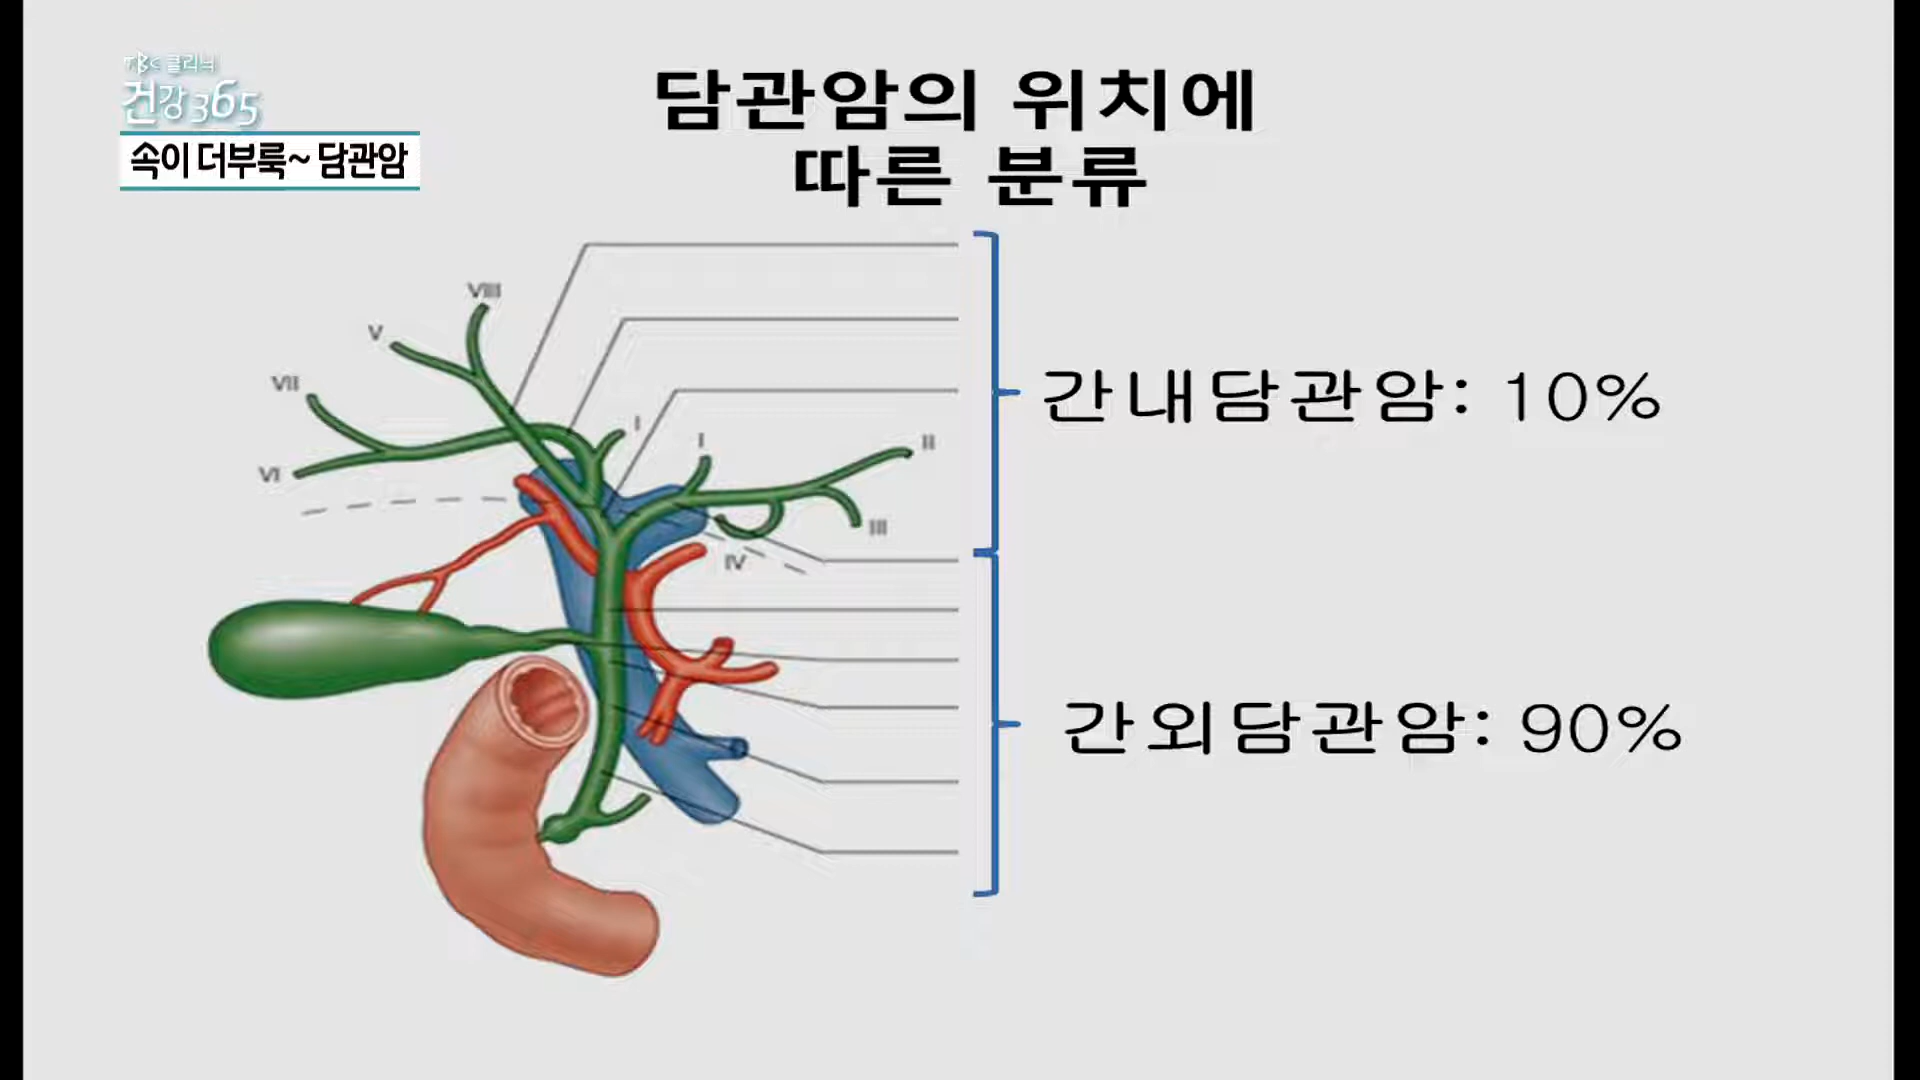 TBC 클리닉
건강365
속이 더부룩~ 담관암
담관암의 위치에
따른 분류
VIII
V
VII
I
I
II
VI
III
IV
간내담관암: 10%
간외담관암: 90%